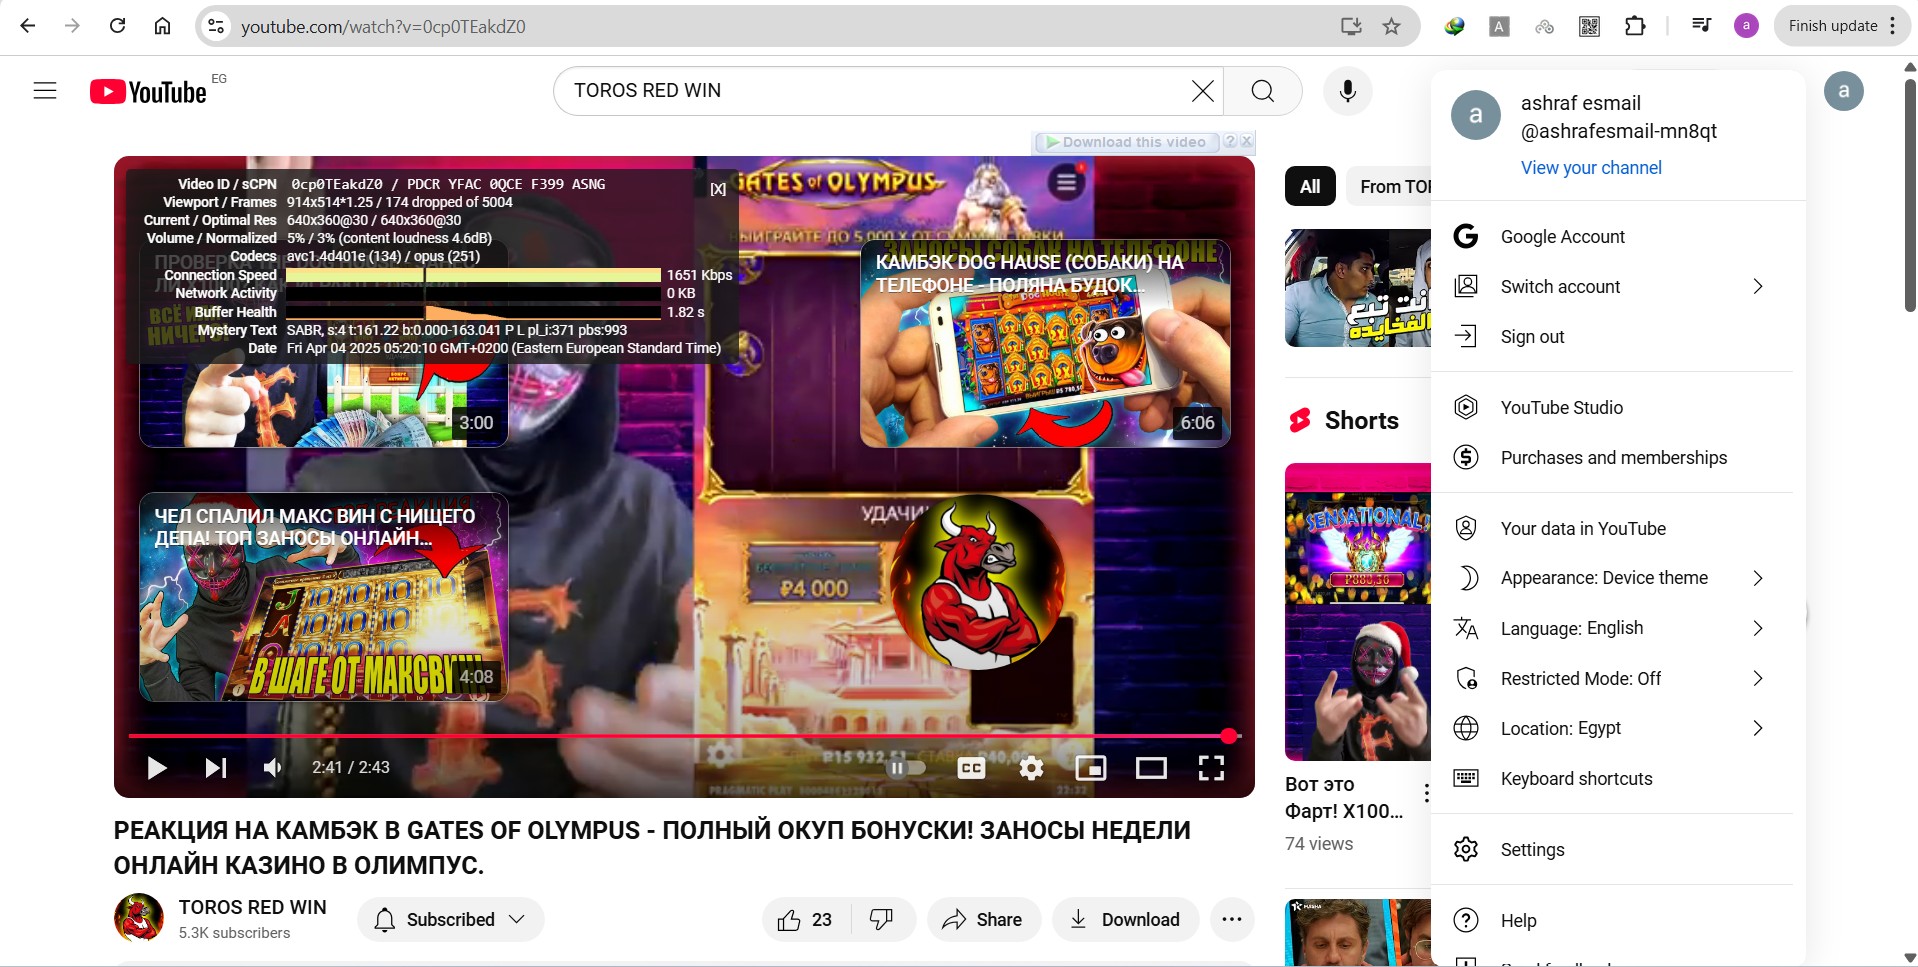 youtube.com/watch?v=0cp0TEakdZ0
A
a
Finish update
YouTube
EG
TOROS RED WIN
a
Download this video
Video ID / sCPN 0cp0TEakdZ0 / PDCR YFAC 0QCE F399 ASNG
[X]
Viewport / Frames 914x514*1.25 / 174 dropped of 5004
Current / Optimal Res 640x360@30 / 640x360@30
Volume / Normalized 5% / 3% (content loudness 4.6dB)
Codecs avc1.4d401e (134) / opus (251)
Connection Speed 1651 Kbps
Network Activity 0 KB
Buffer Health 1.82 s
Mystery Text SABR, s:4 t:161.22 b:0.000-163.041 P L pl_i:371 pbs:993
Date Fri Apr 04 2025 05:20:10 GMT+0200 (Eastern European Standard Time)
GATES of OLYMPUS
КАМБЭК DOG HAUSE (СОБАКИ) НА
ТЕЛЕФОНЕ - ПОЛЯНА БУДОК...
3:00
6:06
ЧЕЛ СПАЛИЛ МАКС ВИН С НИЩЕГО
ДЕПА! ТОП ЗАНОСЫ ОНЛАЙН...
В ШАГЕ ОТ МАКСВИ
4:08
₽4 000
2:41 / 2:43
CC
PRAGMATIC PLAY
22:32
РЕАКЦИЯ НА КАМБЭК В GATES OF OLYMPUS - ПОЛНЫЙ ОКУП БОНУСКИ! ЗАНОСЫ НЕДЕЛИ
ОНЛАЙН КАЗИНО В ОЛИМПУС.
TOROS RED WIN
5.3K subscribers
Subscribed
23
Share
Download
All
From TOR
Shorts
SENSATIONAL!
Вот это
Фарт! X100...
74 views
a
ashraf esmail
@ashrafesmail-mn8qt
View your channel
Google Account
Switch account
Sign out
YouTube Studio
Purchases and memberships
Your data in YouTube
Appearance: Device theme
Language: English
Restricted Mode: Off
Location: Egypt
Keyboard shortcuts
Settings
Help